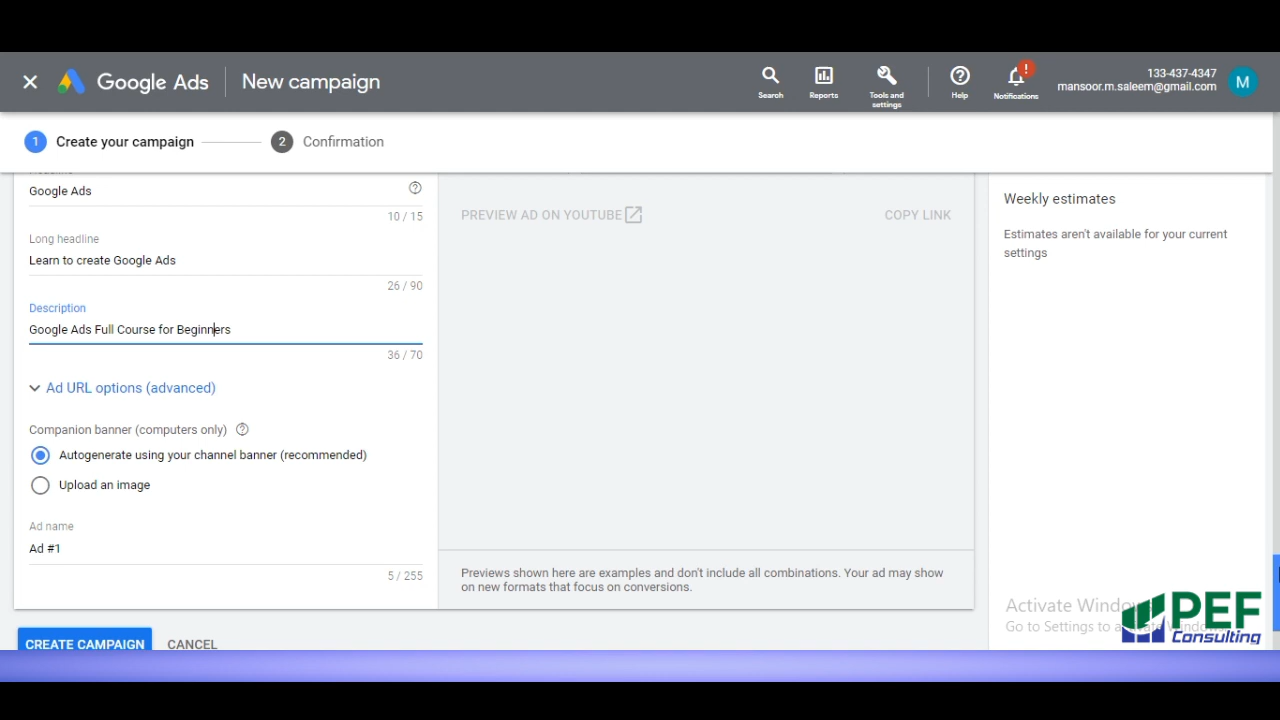 Google Ads
New campaign
Search
Reports
Tools and
settings
Help
Notifications
133-437-4347
mansoor.m.saleem@gmail.com
M
1 Create your campaign
2 Confirmation
Google Ads
10 / 15
Long headline
Learn to create Google Ads
26 / 90
Description
Google Ads Full Course for Beginners
36 / 70
Ad URL options (advanced)
Companion banner (computers only)
Autogenerate using your channel banner (recommended)
Upload an image
Ad name
Ad #1
5 / 255
CREATE CAMPAIGN
CANCEL
PREVIEW AD ON YOUTUBE
COPY LINK
Previews shown here are examples and don't include all combinations. Your ad may show
on new formats that focus on conversions.
Weekly estimates
Estimates aren't available for your current
settings
Activate
Go to Settings to
PEF
Consulting